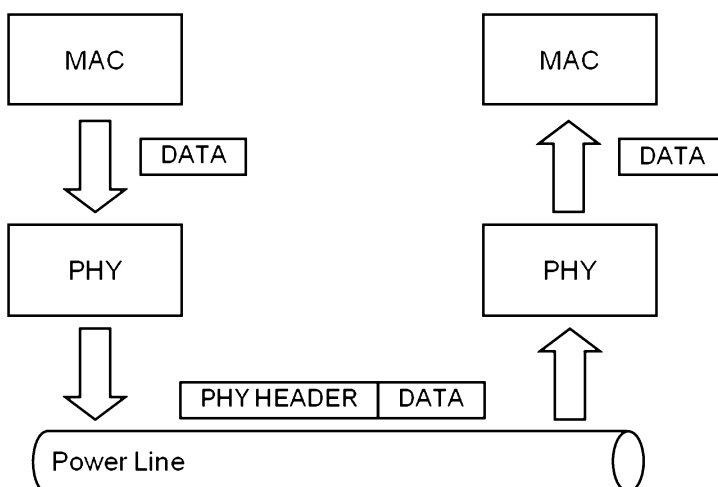 MAC
MAC
DATA
DATA
PHY
PHY
PHY HEADER
DATA
Power Line